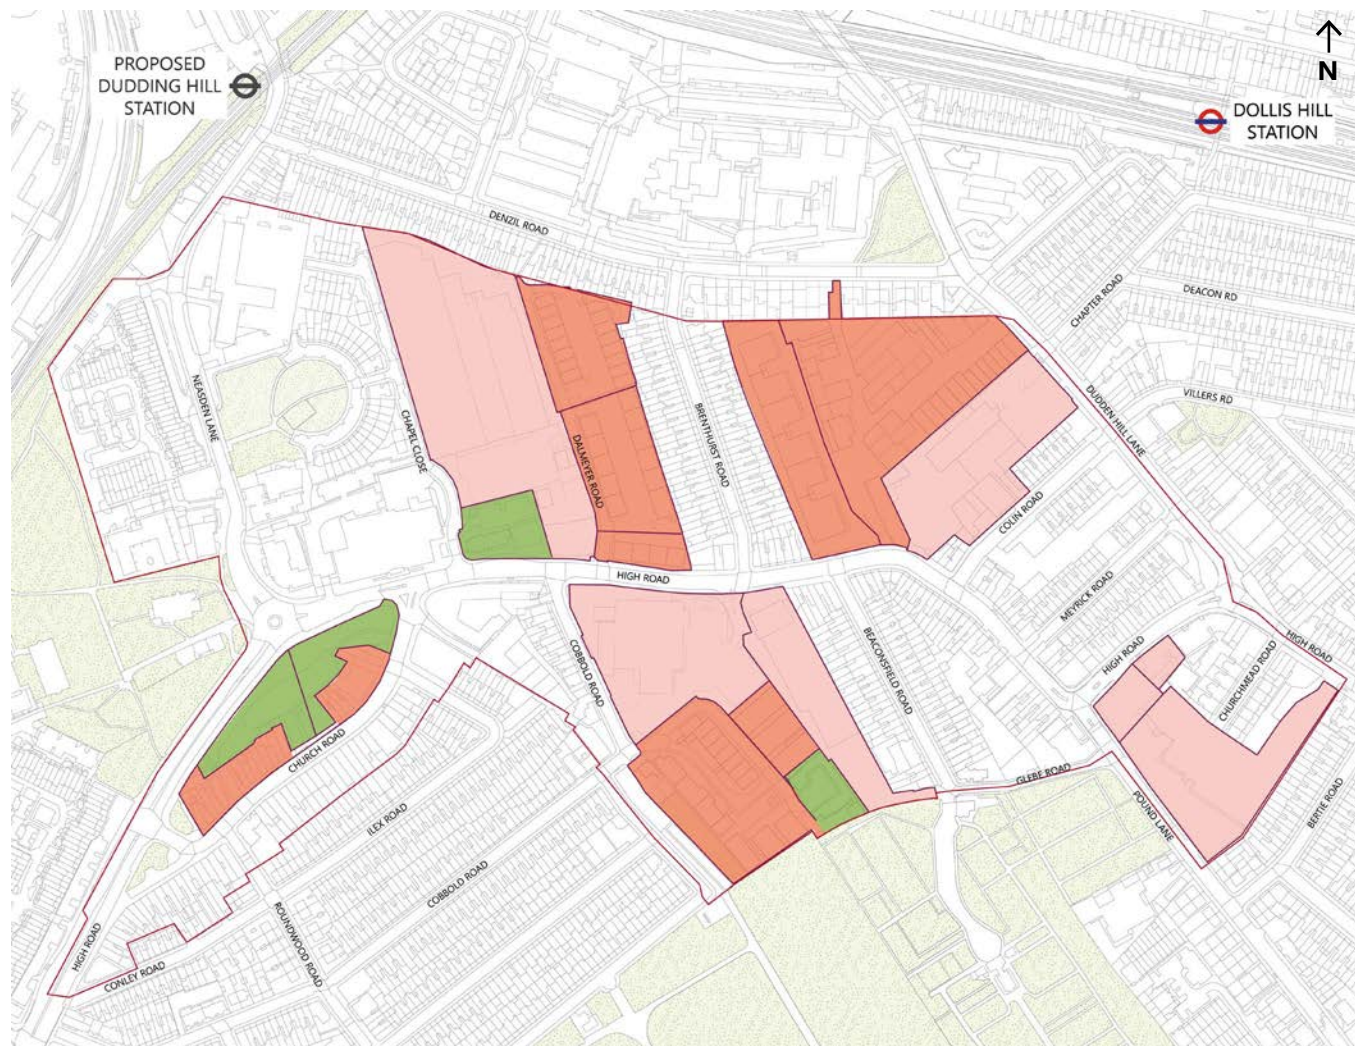 N
PROPOSED
DUDDING HILL
STATION
DOLLIS HILL
STATION
DENZIL ROAD
CHAPTER ROAD
DEACON RD
VILLERS RD
NEASDEN LANE
CHAPEL CLOSE
DALMEYER ROAD
BRENTHURST ROAD
DUDDEN HILL LANE
COLIN ROAD
HIGH ROAD
MEYRICK ROAD
COBBOLD ROAD
BEACONSFIELD ROAD
HIGH ROAD
CHURCHMEAD ROAD
HIGH ROAD
CHURCH ROAD
GLEBE ROAD
POUND LANE
BERTIE ROAD
ILEX ROAD
COBBOLD ROAD
ROUNDWOOD ROAD
HIGH ROAD
CONLEY ROAD